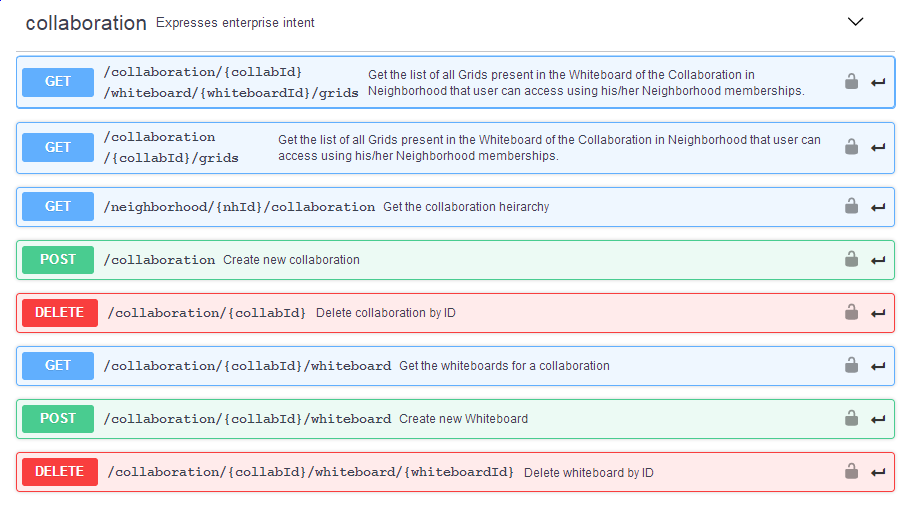 collaboration Expresses enterprise intent
GET /collaboration/{collabId}
/whiteboard/{whiteboardId}/grids
Get the list of all Grids present in the Whiteboard of the Collaboration in
Neighborhood that user can access using his/her Neighborhood memberships.
GET /collaboration
/{collabId}/grids
Get the list of all Grids present in the Whiteboard of the Collaboration in Neighborhood that user can
access using his/her Neighborhood memberships.
GET /neighborhood/{nhId}/collaboration Get the collaboration heirarchy
POST /collaboration Create new collaboration
DELETE /collaboration/{collabId} Delete collaboration by ID
GET /collaboration/{collabId}/whiteboard Get the whiteboards for a collaboration
POST /collaboration/{collabId}/whiteboard Create new Whiteboard
DELETE /collaboration/{collabId}/whiteboard/{whiteboardId} Delete whiteboard by ID